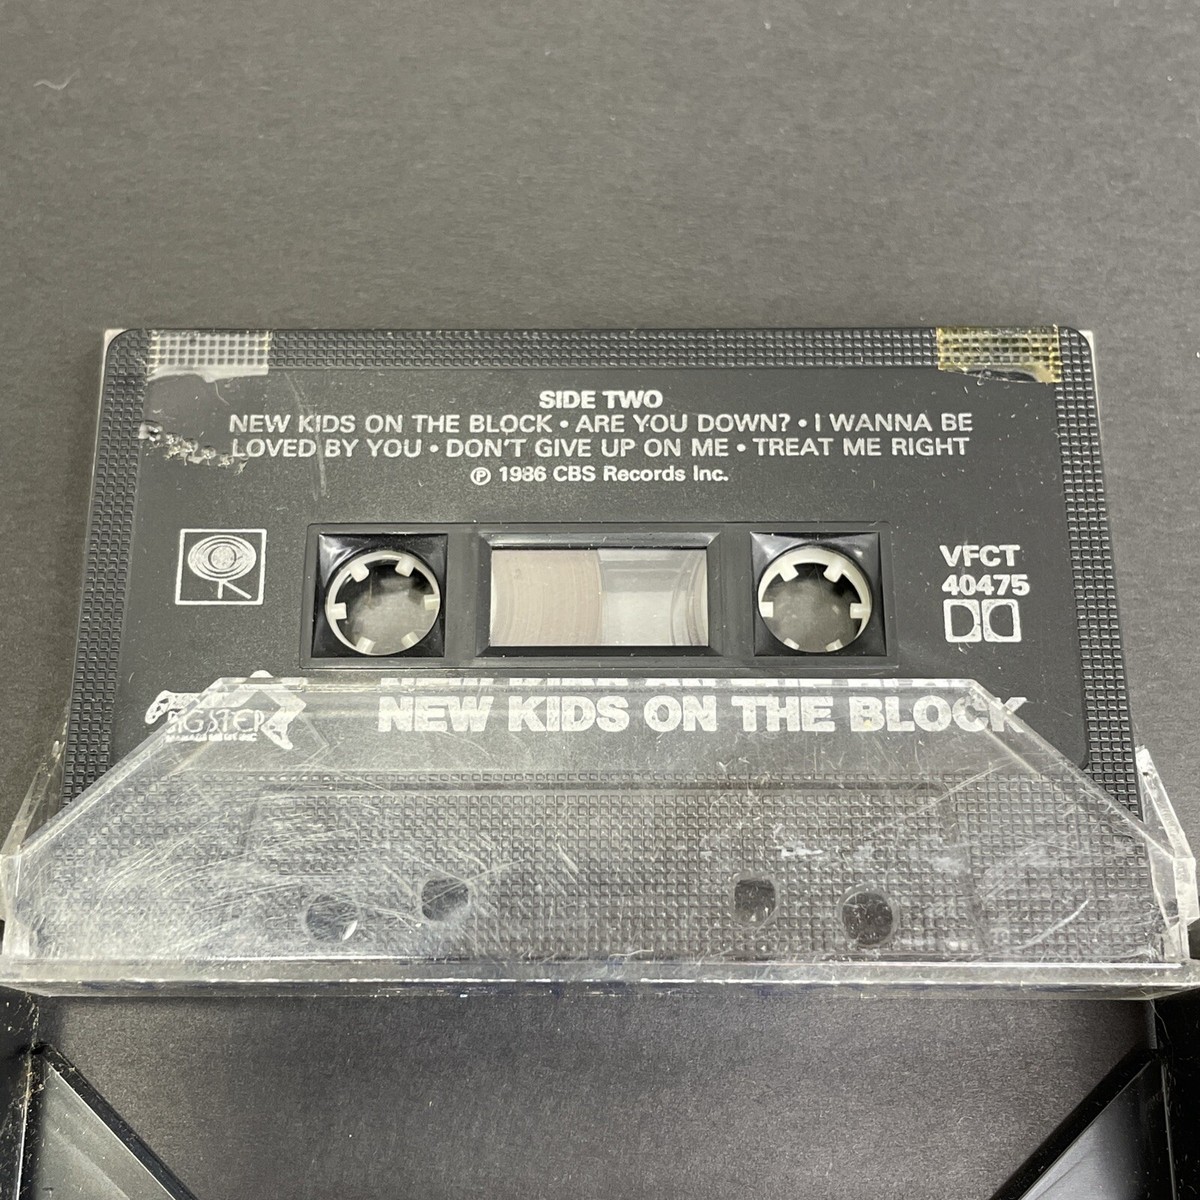 SIDE TWO
NEW KIDS ON THE BLOCK • ARE YOU DOWN? • I WANNA BE
LOVED BY YOU • DON'T GIVE UP ON ME • TREAT ME RIGHT
℗ 1986 CBS Records Inc.
VFCT
40475
NEW KIDS ON THE BLOCK